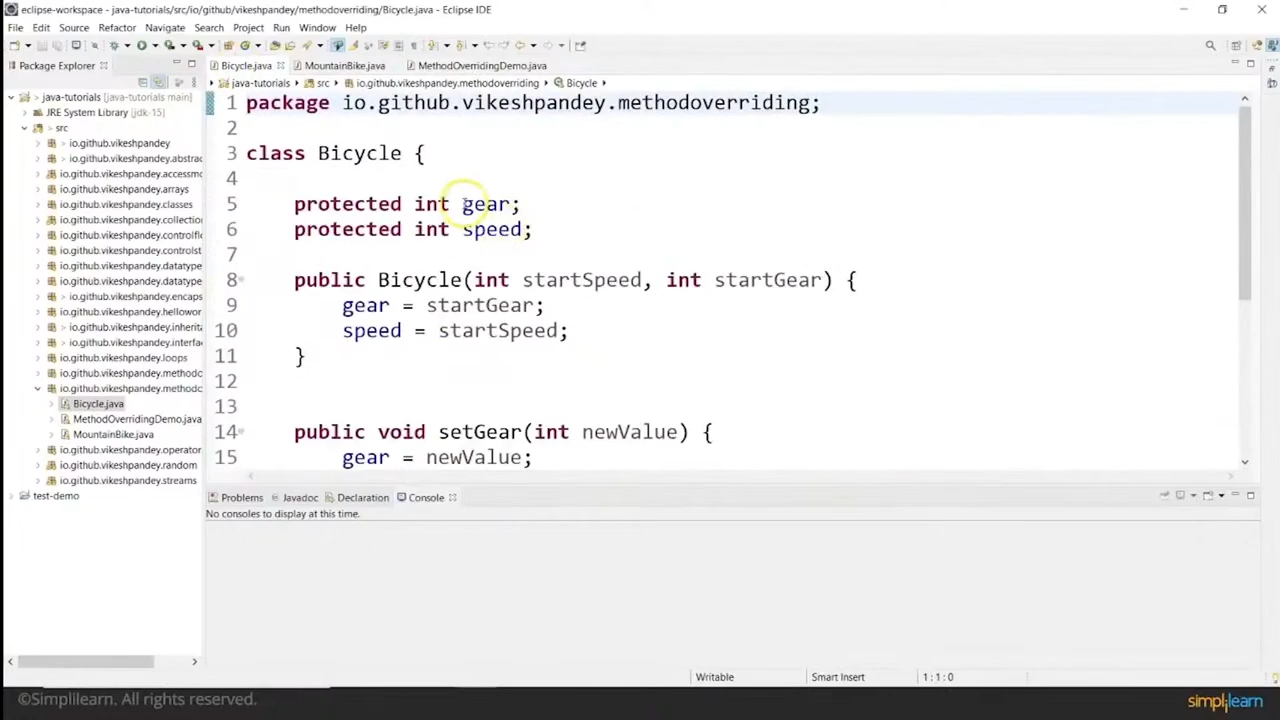 eclipse-workspace - java-tutorials/src/io/github/vikeshpandey/methodoverriding/Bicycle.java - Eclipse IDE
File Edit Source Refactor Navigate Search Project Run Window Help
Package Explorer
Bicycle.java MountainBike.java MethodOverridingDemo.java
java-tutorials src io.github.vikeshpandey.methodoverriding Bicycle
java-tutorials [java-tutorials main]
JRE System Library [jdk-15]
src
io.github.vikeshpandey
io.github.vikeshpandey.abstrac
io.github.vikeshpandey.accessmo
io.github.vikeshpandey.arrays
io.github.vikeshpandey.classes
io.github.vikeshpandey.collection
io.github.vikeshpandey.controlfl
io.github.vikeshpandey.controlst
io.github.vikeshpandey.datatype
io.github.vikeshpandey.datatype
io.github.vikeshpandey.encaps
io.github.vikeshpandey.hellowor
io.github.vikeshpandey.inherita
io.github.vikeshpandey.interfac
io.github.vikeshpandey.loops
io.github.vikeshpandey.methodo
io.github.vikeshpandey.methodo
Bicycle.java
MethodOverridingDemo.java
MountainBike.java
io.github.vikeshpandey.operator
io.github.vikeshpandey.random
io.github.vikeshpandey.streams
test-demo
1 package io.github.vikeshpandey.methodoverriding;
2
3 class Bicycle {
4
5 protected int gear;
6 protected int speed;
7
8 public Bicycle(int startSpeed, int startGear) {
9 gear = startGear;
10 speed = startSpeed;
11 }
12
13
14 public void setGear(int newValue) {
15 gear = newValue;
Problems Javadoc Declaration Console
No consoles to display at this time.
Writable Smart Insert 1:1:0
©Simplilearn. All rights reserved.
simplilearn